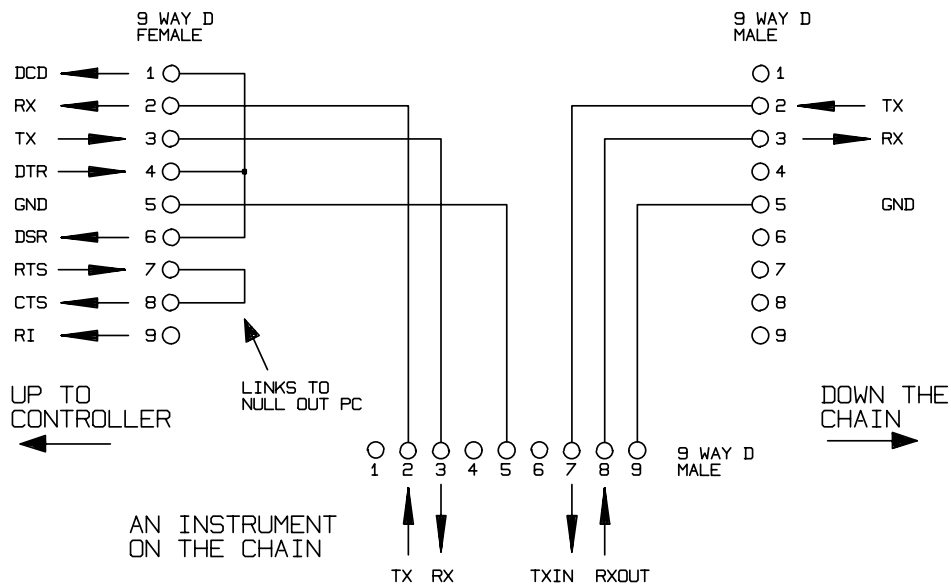 9 WAY D
FEMALE
9 WAY D
MALE
DCD 1
RX 2
TX 3
DTR 4
GND 5
DSR 6
RTS 7
CTS 8
RI 9
1
2 TX
3 RX
4
5 GND
6
7
8
9
LINKS TO
NULL OUT PC
UP TO
CONTROLLER
DOWN THE
CHAIN
1 2 3 4 5 6 7 8 9
9 WAY D
MALE
AN INSTRUMENT
ON THE CHAIN
TX RX TXIN RXOUT